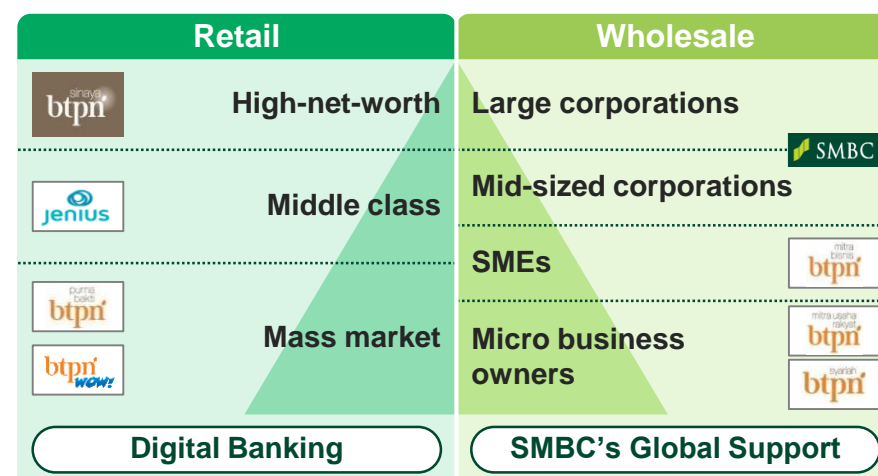 Retail
Wholesale
sinaya
btpn
High-net-worth
Large corporations
SMBC
Jenius
Middle class
Mid-sized corporations
SMEs
mitra
bisnis
btpn
purna
bakti
btpn
btpn
wow!
Mass market
Micro business
owners
mitra usaha
rakyat
btpn
syariah
btpn
Digital Banking
SMBC's Global Support